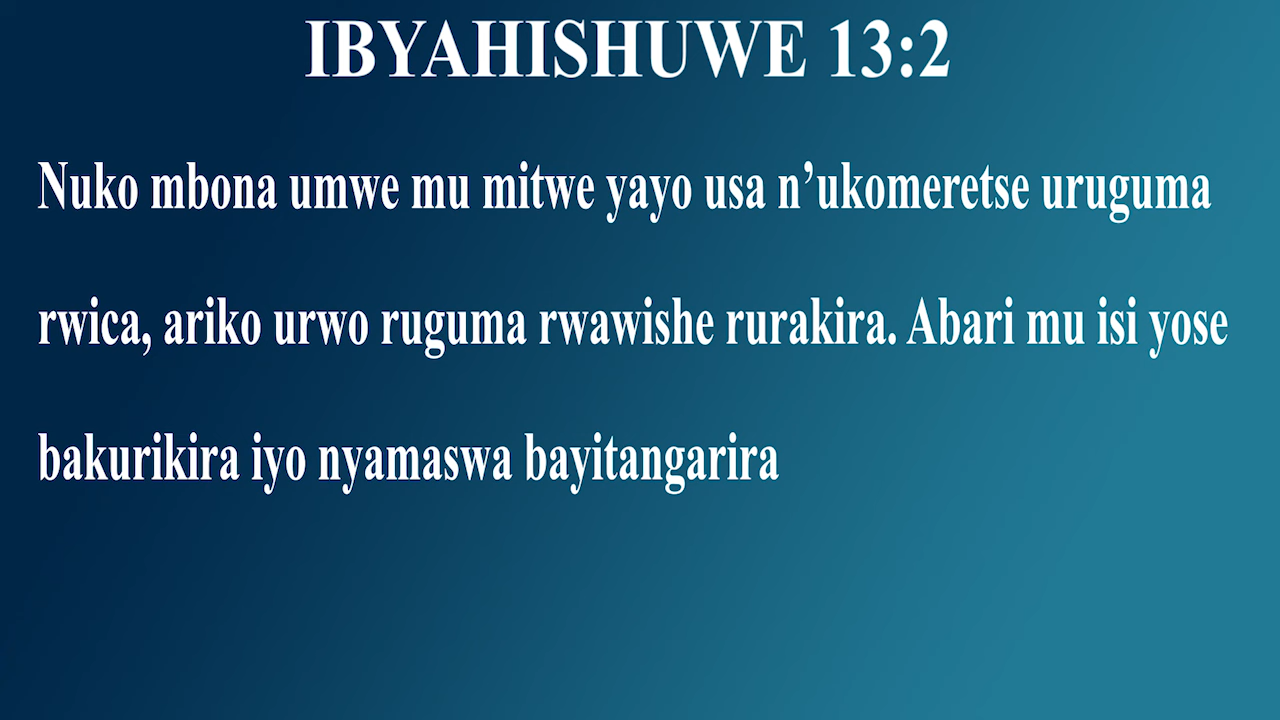 IBYAHISHUWE 13:2
Nuko mbona umwe mu mitwe yayo usa n’ukomeretse uruguma
rwica, ariko urwo ruguma rwawishe rurakira. Abari mu isi yose
bakurikira iyo nyamaswa bayitangarira